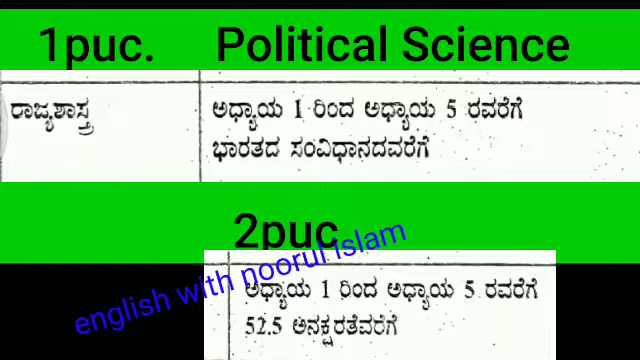 1puc. Political Science
ರಾಜ್ಯಶಾಸ್ತ್ರ
ಅಧ್ಯಾಯ 1 ರಿಂದ ಅಧ್ಯಾಯ 5 ರವರೆಗೆ
ಭಾರತದ ಸಂವಿಧಾನದವರೆಗೆ
2puc
english with noorul islam
ಅಧ್ಯಾಯ 1 ರಿಂದ ಅಧ್ಯಾಯ 5 ರವರೆಗೆ
52.5 ಅನಕ್ಷರತೆವರೆಗೆ